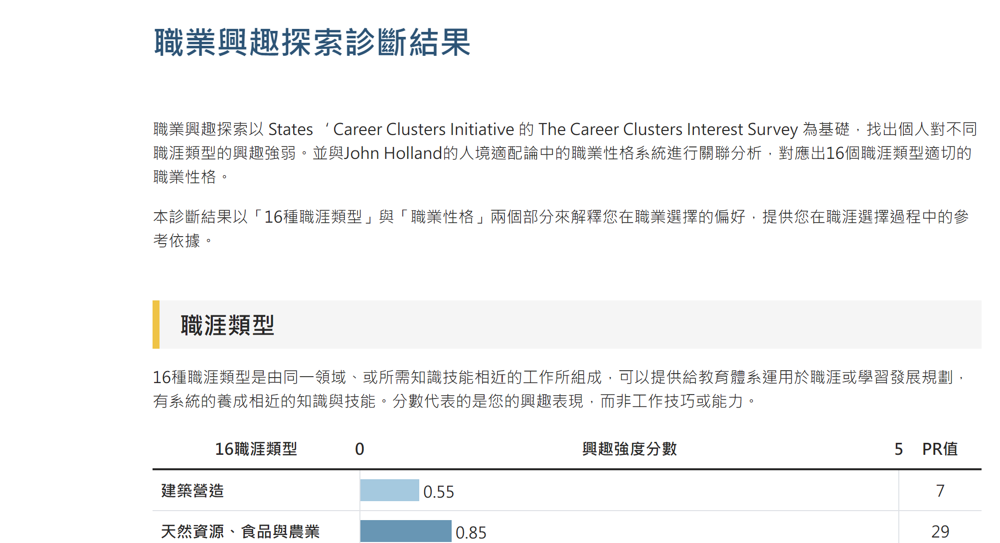 職業興趣探索診斷結果
職業興趣探索以 States ‘ Career Clusters Initiative 的 The Career Clusters Interest Survey 為基礎，找出個人對不同
職涯類型的興趣強弱。並與John Holland的人境適配論中的職業性格系統進行關聯分析，對應出16個職涯類型適切的
職業性格。
本診斷結果以「16種職涯類型」與「職業性格」兩個部分來解釋您在職業選擇的偏好，提供您在職涯選擇過程中的參
考依據。
職涯類型
16種職涯類型是由同一領域、或所需知識技能相近的工作所組成，可以提供給教育體系運用於職涯或學習發展規劃，
有系統的養成相近的知識與技能。分數代表的是您的興趣表現，而非工作技巧或能力。
16職涯類型 0 興趣強度分數 5 PR值
建築營造 0.55 7
天然資源、食品與農業 0.85 29